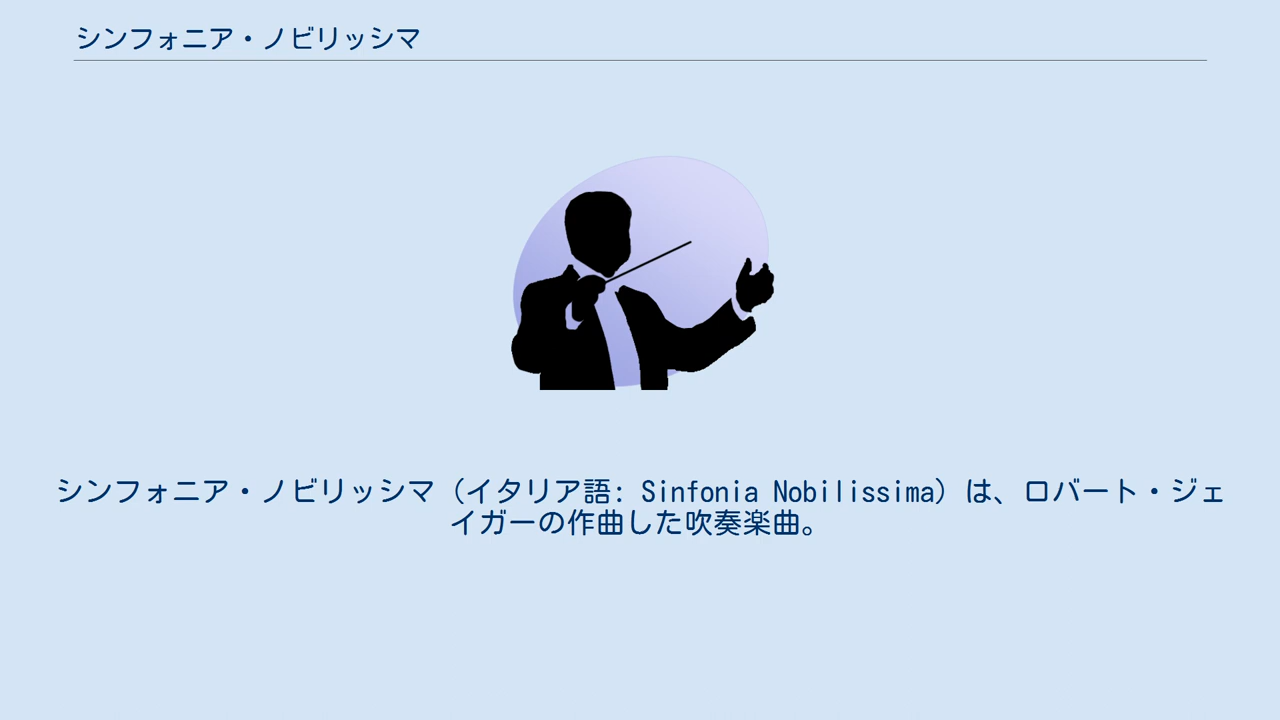 シンフォニア・ノビリッシマ
シンフォニア・ノビリッシマ（イタリア語: Sinfonia Nobilissima）は、ロバート・ジェ
イガーの作曲した吹奏楽曲。